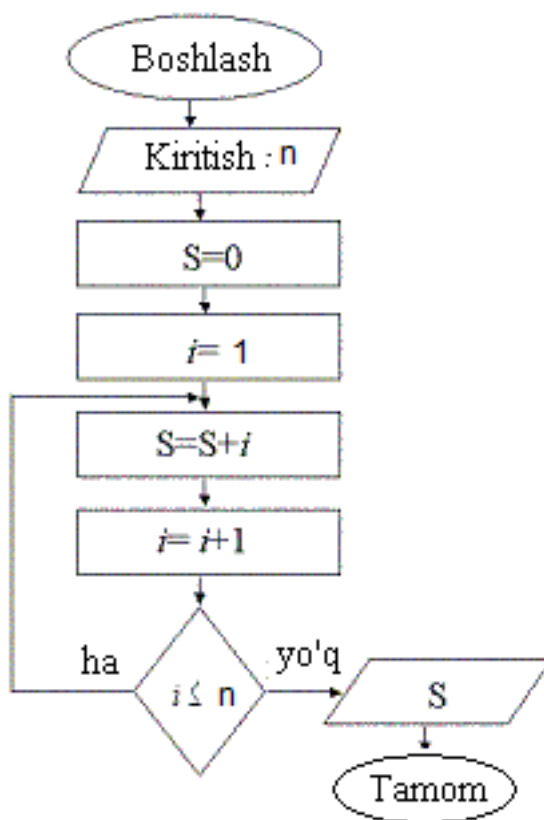 Boshlash
Kiritish : n
S=0
i= 1
S=S+i
i= i+1
ha
i ≤ n
yo'q
S
Tamom